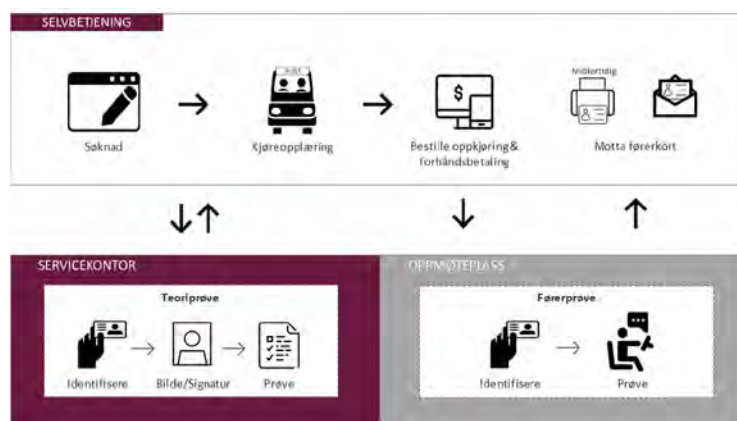 SELVBETJENING
Søknad
Kjøreopplæring
$
Bestille oppkjøring &
forhåndsbetaling
Midlertidig
Motta førerkort
SERVICEKONTOR
Teoriprøve
Identifisere
Bilde/Signatur
Prøve
OPPMØTEPLASS
Førerprøve
Identifisere
Prøve